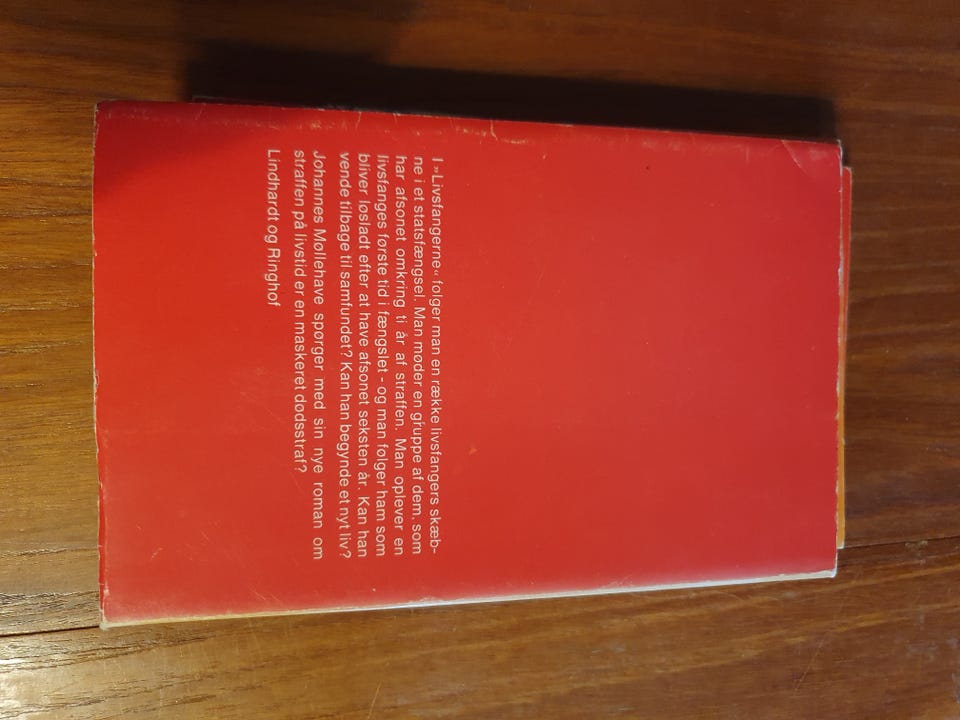 I »Livsfangerne« følger man en række livsfangers skæb-
ne i et statsfængsel. Man møder en gruppe af dem, som
har afsonet omkring ti år af straffen. Man oplever en
livsfanges første tid i fængslet - og man følger ham som
bliver løsladt efter at have afsonet seksten år. Kan han
vende tilbage til samfundet? Kan han begynde et nyt liv?
Johannes Møllehave spørger med sin nye roman om
straffen på livstid er en maskeret dødsstraf?
Lindhardt og Ringhof